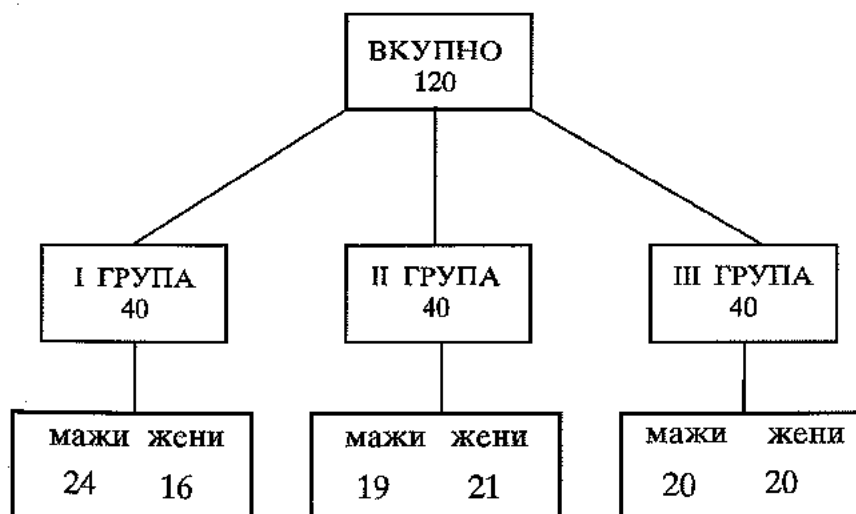 ВКУПНО
120
I ГРУПА
40
II ГРУПА
40
III ГРУПА
40
мажи жени
24 16
мажи жени
19 21
мажи жени
20 20